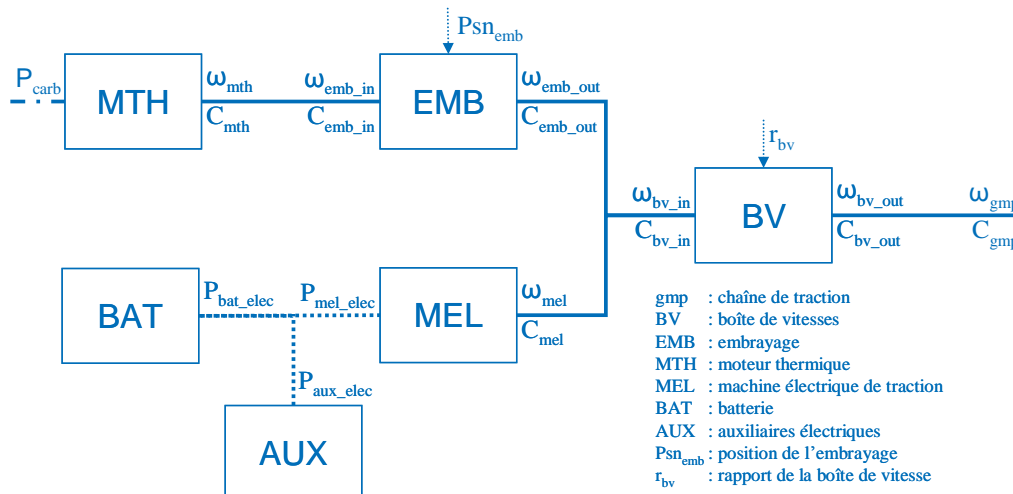 Psn_emb
P_carb
MTH
ω_mth
C_mth
ω_emb_in
C_emb_in
EMB
ω_emb_out
C_emb_out
r_bv
ω_bv_in
C_bv_in
BV
ω_bv_out
C_bv_out
ω_gmp
C_gmp
BAT
P_bat_elec
P_mel_elec
MEL
ω_mel
C_mel
P_aux_elec
AUX
gmp : chaîne de traction
BV : boîte de vitesses
EMB : embrayage
MTH : moteur thermique
MEL : machine électrique de traction
BAT : batterie
AUX : auxiliaires électriques
Psn_emb : position de l'embrayage
r_bv : rapport de la boîte de vitesse